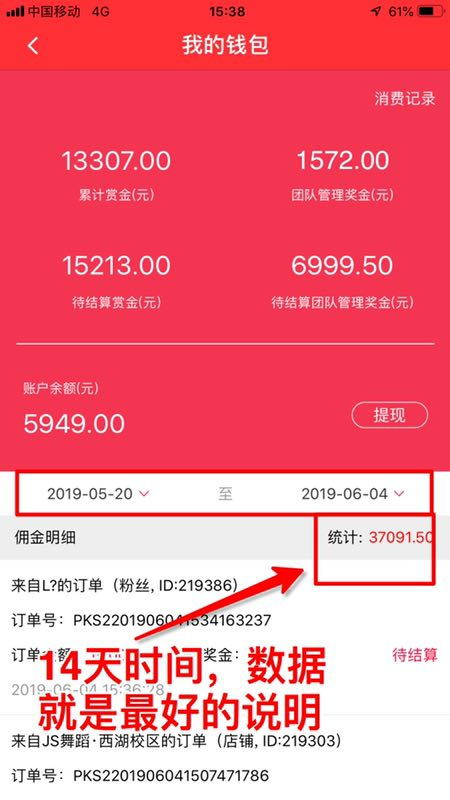 中国移动 4G 15:38 61%
我的钱包
消费记录
13307.00 1572.00
累计赏金(元) 团队管理奖金(元)
15213.00 6999.50
待结算赏金(元) 待结算团队管理奖金(元)
账户余额(元)
5949.00 提现
2019-05-20 至 2019-06-04
佣金明细 统计: 37091.50
来自L?的订单（粉丝, ID:219386）
订单号: PKS2201906041534163237
奖金: 待结算
14天时间，数据
2019-06-04 15:36:28
就是最好的说明
来自JS舞蹈·西湖校区的订单（店铺, ID:219303）
订单号: PKS2201906041507471786